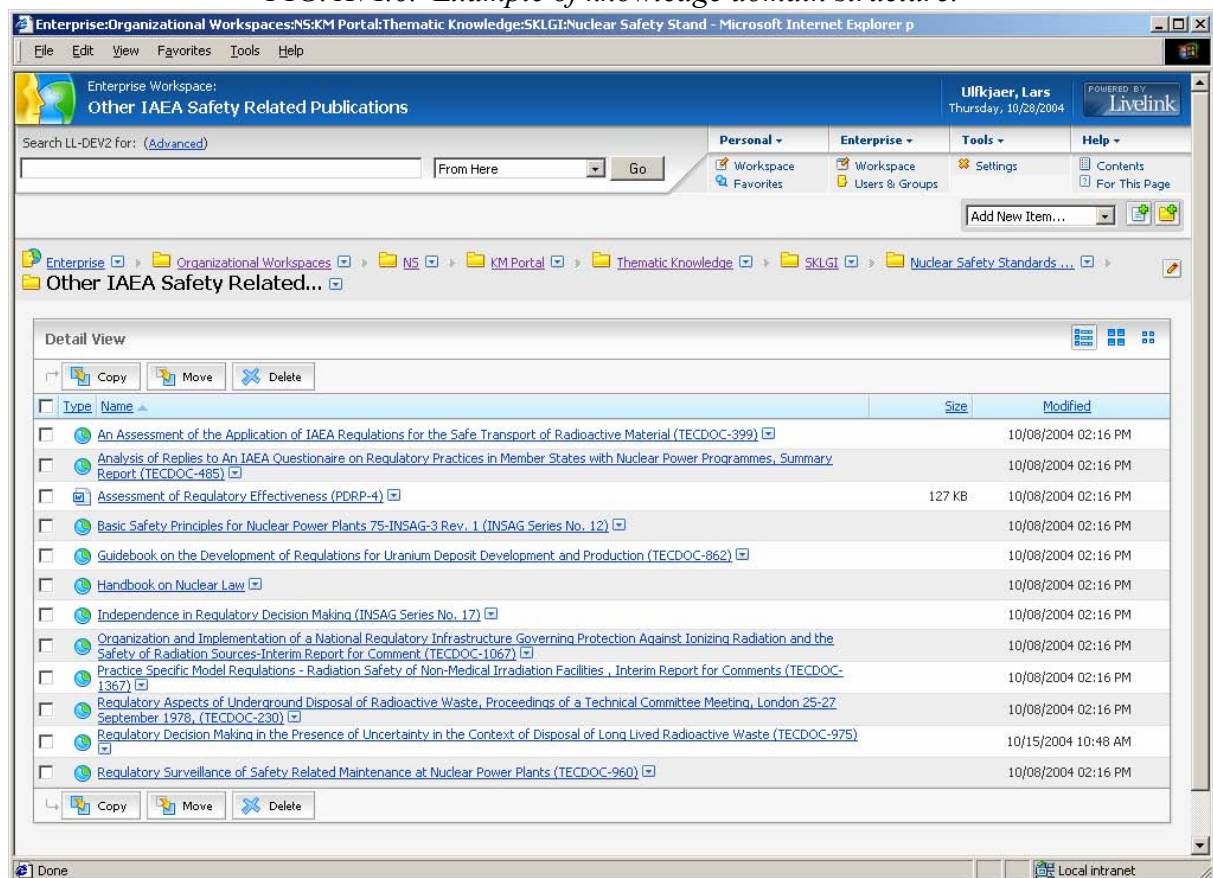 FIG. IV.1.6. Example of knowledge domain structure.
Enterprise:Organizational Workspaces:NS:KM Portal:Thematic Knowledge:SKLGI:Nuclear Safety Stand - Microsoft Internet Explorer p
File Edit View Favorites Tools Help
Enterprise Workspace:
Other IAEA Safety Related Publications
Ulfkjaer, Lars
Thursday, 10/28/2004
POWERED BY
Livelink
Search LL-DEV2 for: (Advanced)
From Here Go
Personal Enterprise Tools Help
Workspace Workspace Settings Contents
Favorites Users & Groups For This Page
Add New Item...
Enterprise Organizational Workspaces NS KM Portal Thematic Knowledge SKLGI Nuclear Safety Standards ...
Other IAEA Safety Related...
Detail View
Copy Move Delete
Type Name Size Modified
An Assessment of the Application of IAEA Regulations for the Safe Transport of Radioactive Material (TECDOC-399) 10/08/2004 02:16 PM
Analysis of Replies to An IAEA Questionaire on Regulatory Practices in Member States with Nuclear Power Programmes, Summary
Report (TECDOC-485) 10/08/2004 02:16 PM
Assessment of Regulatory Effectiveness (PDRP-4) 127 KB 10/08/2004 02:16 PM
Basic Safety Principles for Nuclear Power Plants 75-INSAG-3 Rev. 1 (INSAG Series No. 12) 10/08/2004 02:16 PM
Guidebook on the Development of Regulations for Uranium Deposit Development and Production (TECDOC-862) 10/08/2004 02:16 PM
Handbook on Nuclear Law 10/08/2004 02:16 PM
Independence in Regulatory Decision Making (INSAG Series No. 17) 10/08/2004 02:16 PM
Organization and Implementation of a National Regulatory Infrastructure Governing Protection Against Ionizing Radiation and the
Safety of Radiation Sources-Interim Report for Comment (TECDOC-1067) 10/08/2004 02:16 PM
Practice Specific Model Regulations - Radiation Safety of Non-Medical Irradiation Facilities , Interim Report for Comments (TECDOC-
1367) 10/08/2004 02:16 PM
Regulatory Aspects of Underground Disposal of Radioactive Waste, Proceedings of a Technical Committee Meeting, London 25-27
September 1978, (TECDOC-230) 10/08/2004 02:16 PM
Regulatory Decision Making in the Presence of Uncertainty in the Context of Disposal of Long Lived Radioactive Waste (TECDOC-975)
10/15/2004 10:48 AM
Regulatory Surveillance of Safety Related Maintenance at Nuclear Power Plants (TECDOC-960) 10/08/2004 02:16 PM
Copy Move Delete
Done Local intranet